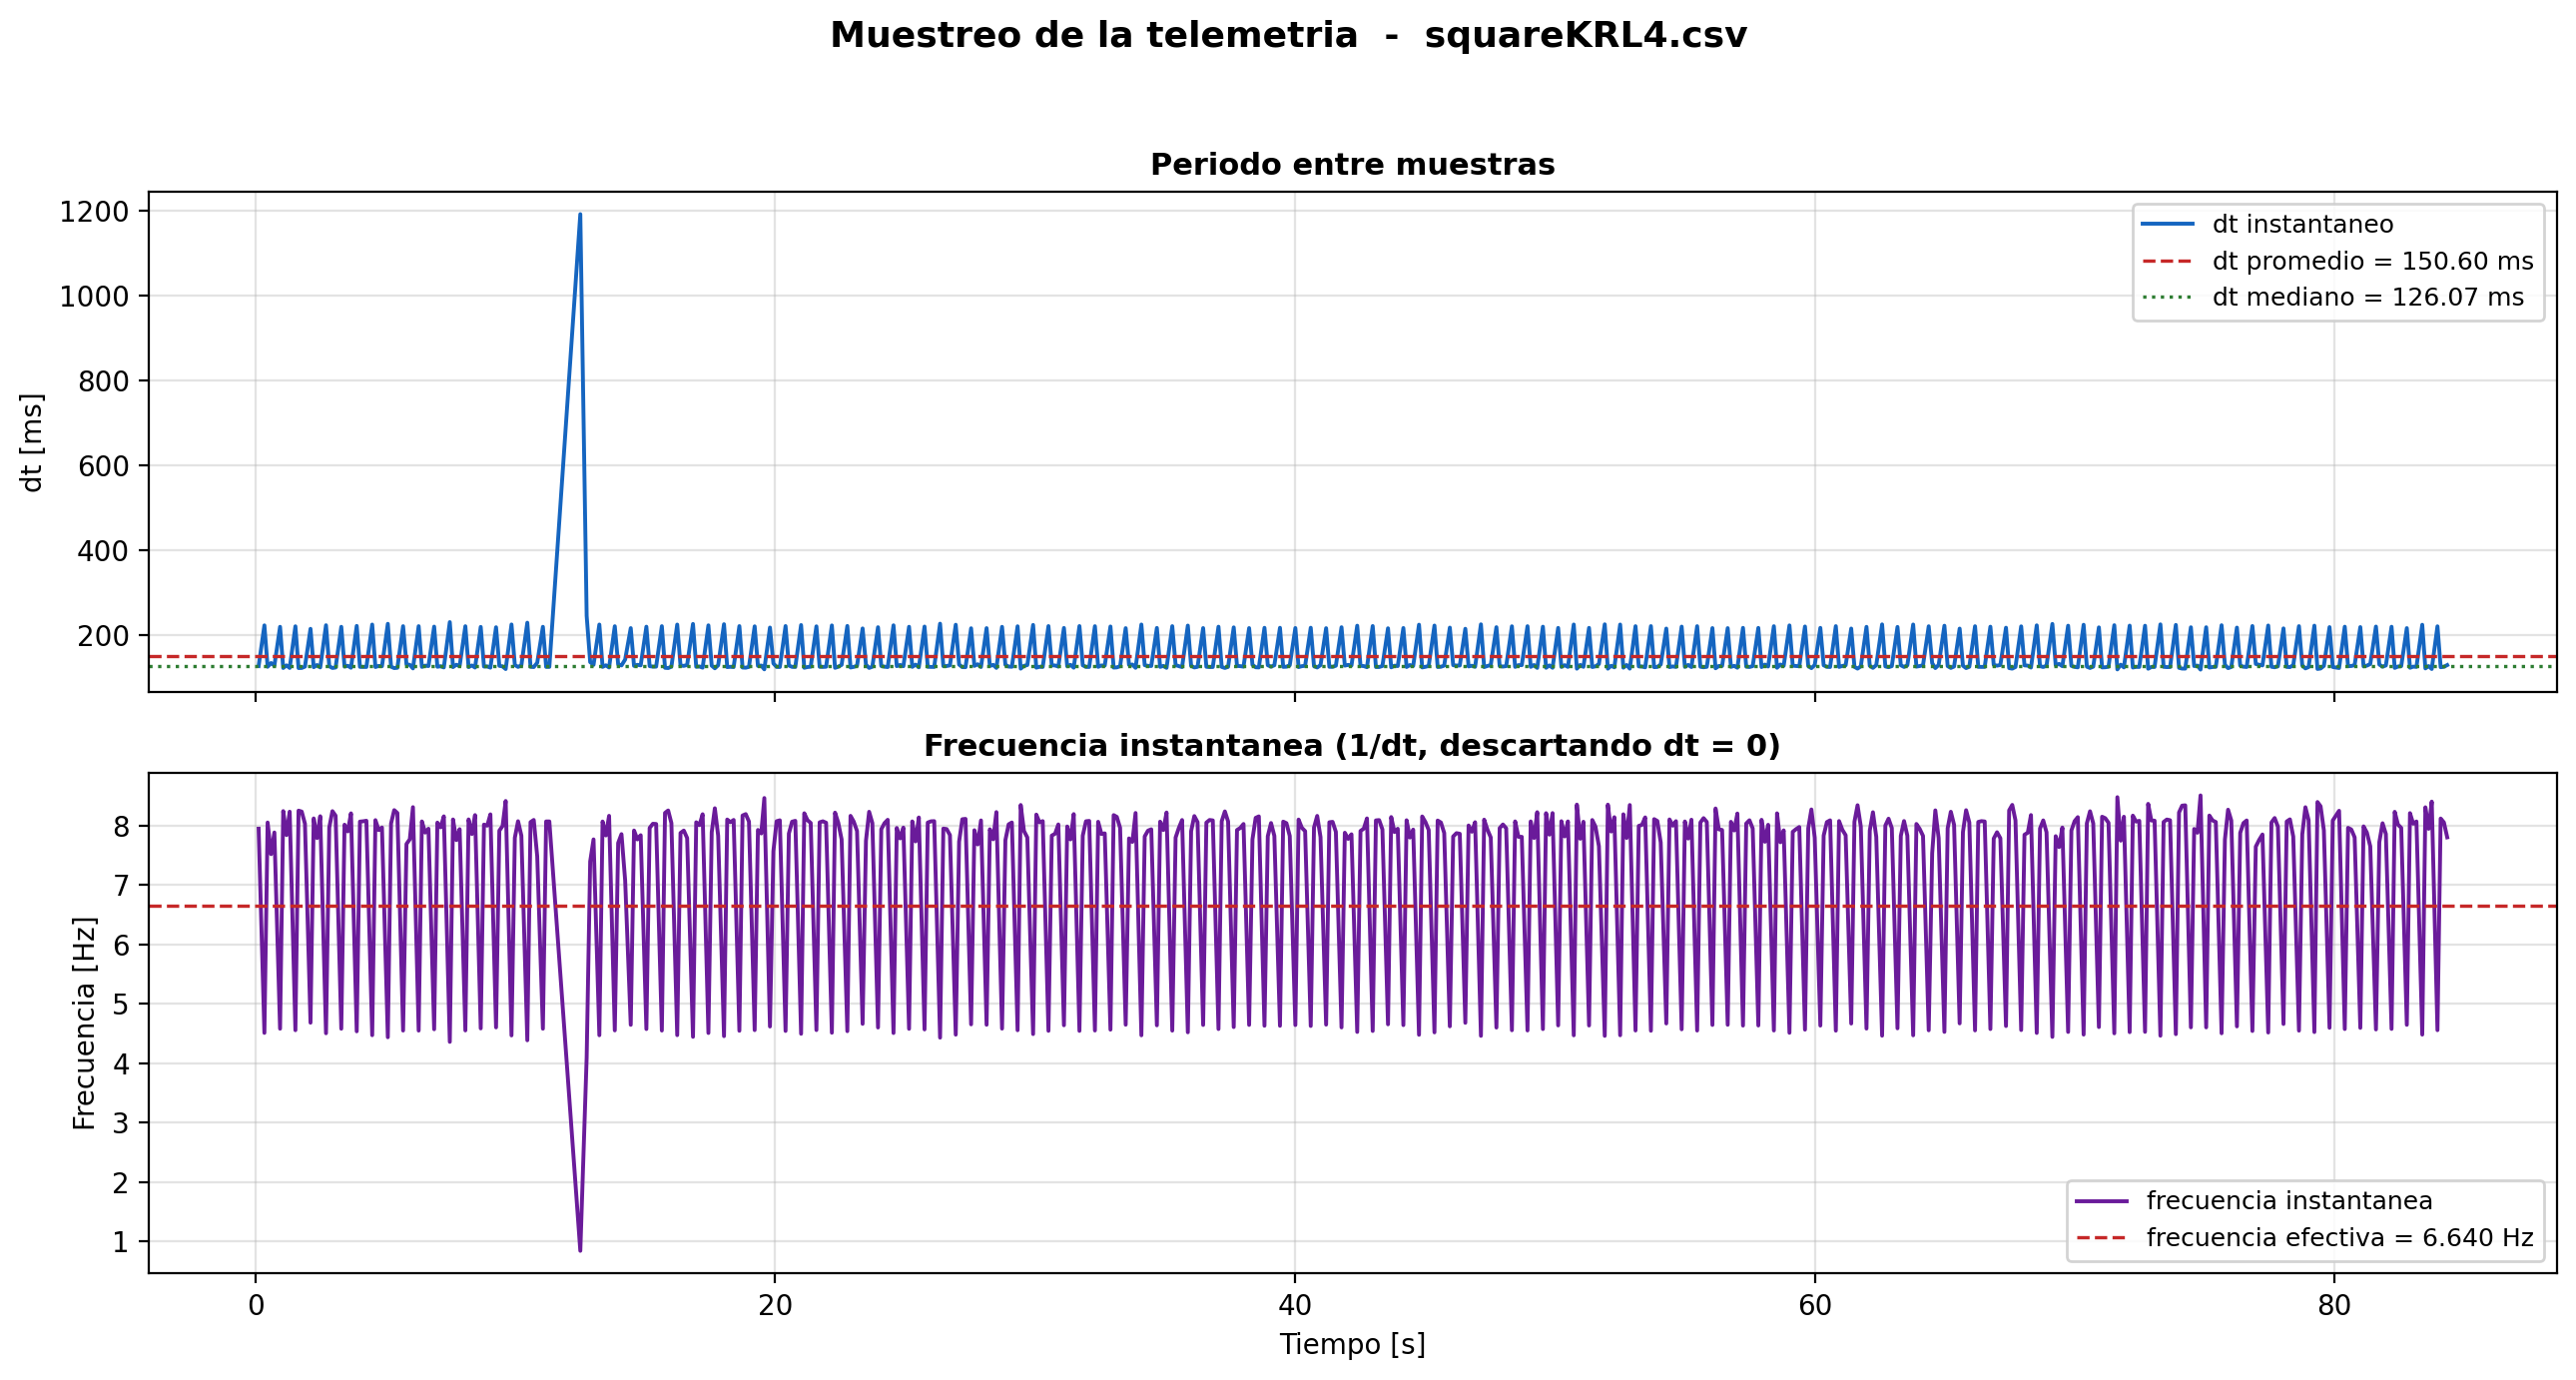 Muestreo de la telemetria  -  squareKRL4.csv
Periodo entre muestras
dt [ms]
1200
1000
800
600
400
200
dt instantaneo
dt promedio = 150.60 ms
dt mediano = 126.07 ms
Frecuencia instantanea (1/dt, descartando dt = 0)
Frecuencia [Hz]
8
7
6
5
4
3
2
1
frecuencia instantanea
frecuencia efectiva = 6.640 Hz
0 20 40 60 80
Tiempo [s]